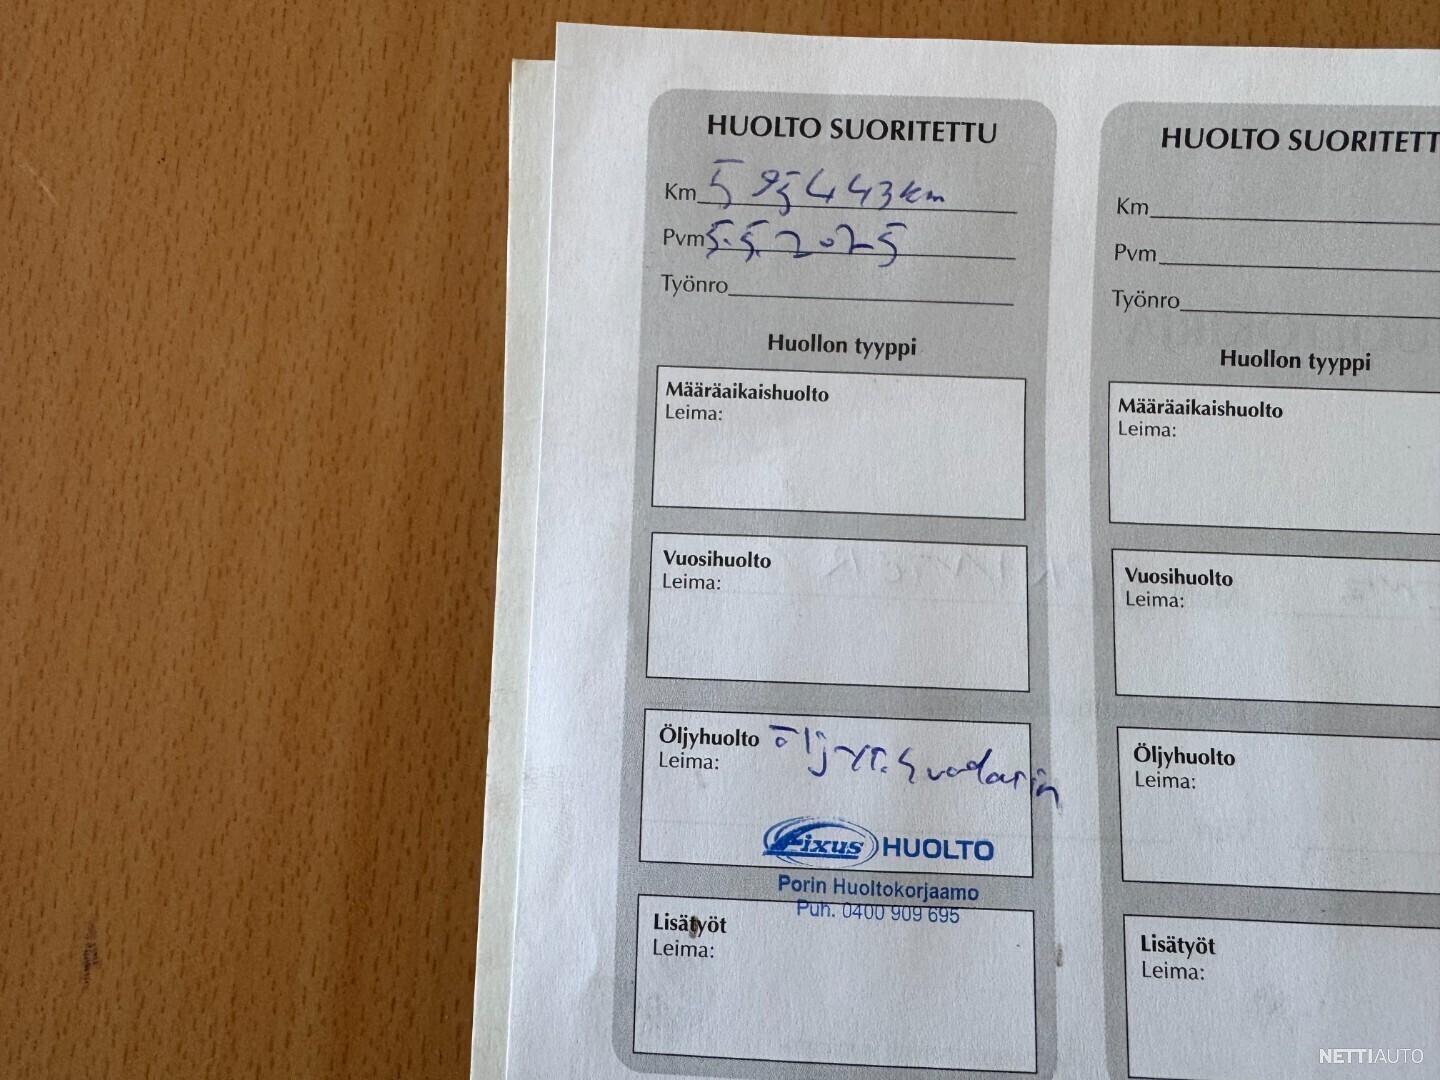 HUOLTO SUORITETTU
Km 595443km
Pvm 5.5.2025
Työnro
Huollon tyyppi
Määräaikaishuolto
Leima:
Vuosihuolto
Leima:
Öljyhuolto öljyt.suodatin
Leima:
Fixus HUOLTO
Porin Huoltokorjaamo
Puh. 0400 909 695
Lisätyöt
Leima:
HUOLTO SUORITETT
Km
Pvm
Työnro
Huollon tyyppi
Määräaikaishuolto
Leima:
Vuosihuolto
Leima:
Öljyhuolto
Leima:
Lisätyöt
Leima:
NETTIAUTO